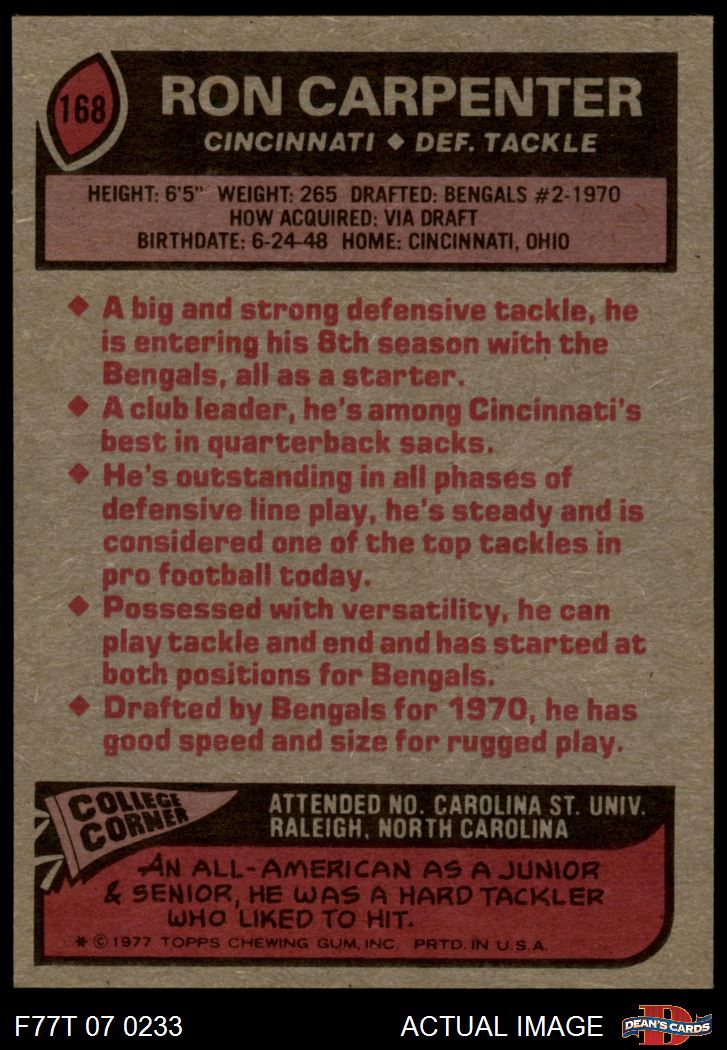 168
RON CARPENTER
CINCINNATI ◆ DEF. TACKLE
HEIGHT: 6'5" WEIGHT: 265 DRAFTED: BENGALS #2-1970
HOW ACQUIRED: VIA DRAFT
BIRTHDATE: 6-24-48 HOME: CINCINNATI, OHIO
◆ A big and strong defensive tackle, he
is entering his 8th season with the
Bengals, all as a starter.
◆ A club leader, he's among Cincinnati's
best in quarterback sacks.
◆ He's outstanding in all phases of
defensive line play, he's steady and is
considered one of the top tackles in
pro football today.
◆ Possessed with versatility, he can
play tackle and end and has started at
both positions for Bengals.
◆ Drafted by Bengals for 1970, he has
good speed and size for rugged play.
COLLEGE
CORNER
ATTENDED NO. CAROLINA ST. UNIV.
RALEIGH, NORTH CAROLINA
AN ALL-AMERICAN AS A JUNIOR
& SENIOR, HE WAS A HARD TACKLER
WHO LIKED TO HIT.
* © 1977 TOPPS CHEWING GUM, INC. PRTD. IN U.S.A.
F77T 07 0233
ACTUAL IMAGE
D
DEAN'S CARDS